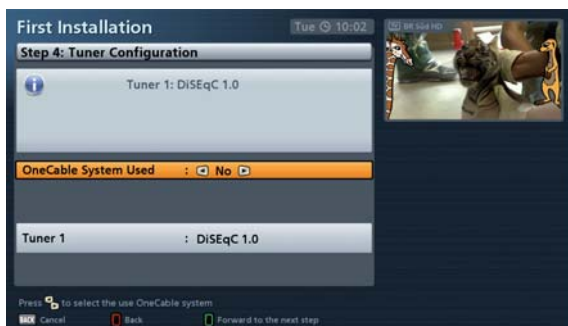 First Installation
Tue 10:02
BR Süd HD
Step 4: Tuner Configuration
Tuner 1: DiSEqC 1.0
OneCable System Used : No
Tuner 1 : DiSEqC 1.0
Press to select the use OneCable system
BACK Cancel Back Forward to the next step